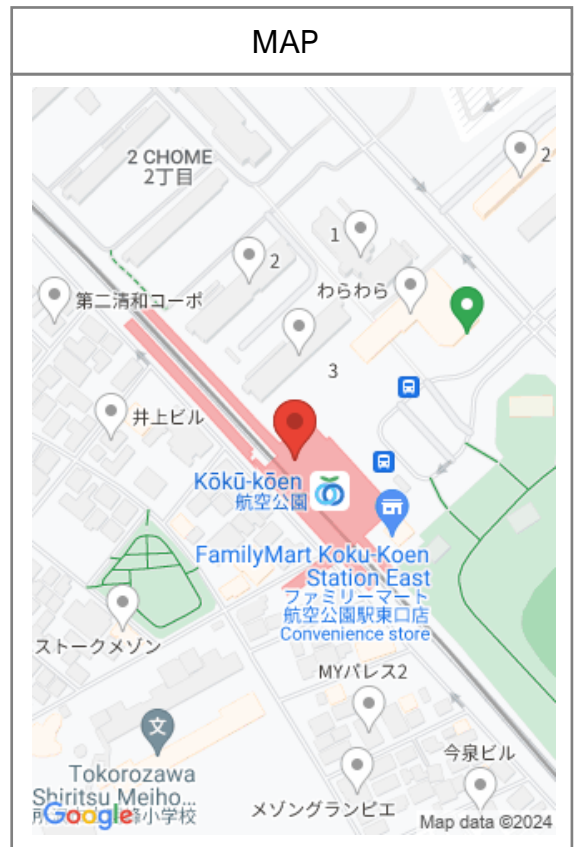 MAP
2 CHOME
2丁目
2
1
2
わらわら
第二清和コーポ
3
井上ビル
Kōkū-kōen
航空公園
FamilyMart Koku-Koen
Station East
ファミリーマート
航空公園駅東口店
Convenience store
ストークメゾン
MYパレス2
文
今泉ビル
Tokorozawa
Shiritsu Meiho...
小学校
メゾングランピエ
Google
Map data ©2024